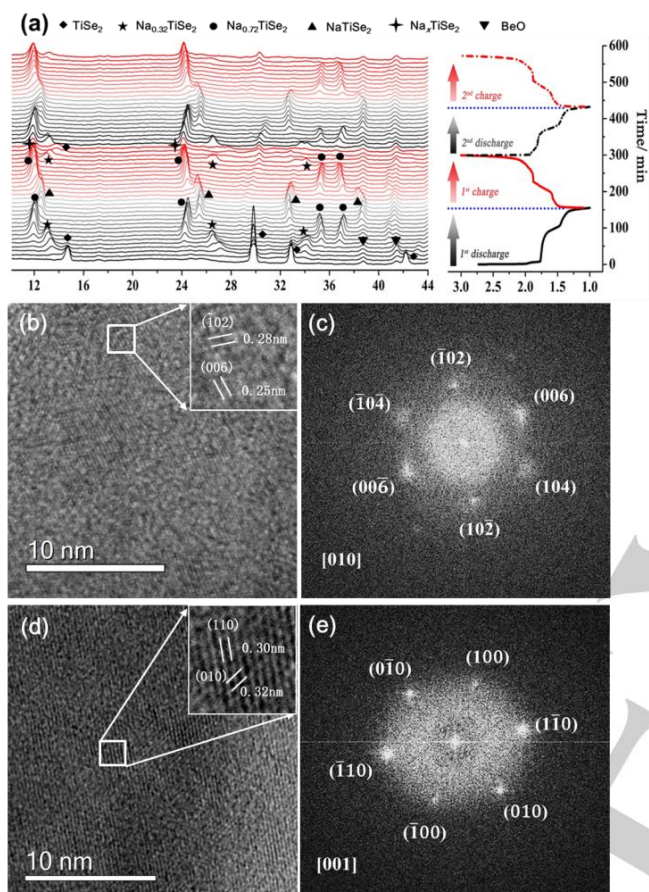 (a) ◆ TiSe₂ ★ Na₀.₃₂TiSe₂ ● Na₀.₇₂TiSe₂ ▲ NaTiSe₂ ✦ NaₓTiSe₂ ▼ BeO
600
500
400
300
200
100
0
Time/ min
2nd charge
2nd discharge
1st charge
1st discharge
12 16 20 24 28 32 36 40 44
3.0 2.5 2.0 1.5 1.0
(b)
(1̅02)
0.28nm
(006)
0.25nm
10 nm
(c)
(1̅02)
(1̅04̅) (006)
(006̅) (104)
(102̅)
[010]
(d)
(110)
0.30nm
(010)
0.32nm
10 nm
(e)
(01̅0) (100)
(11̅0)
(1̅10)
(010)
(1̅00)
[001]